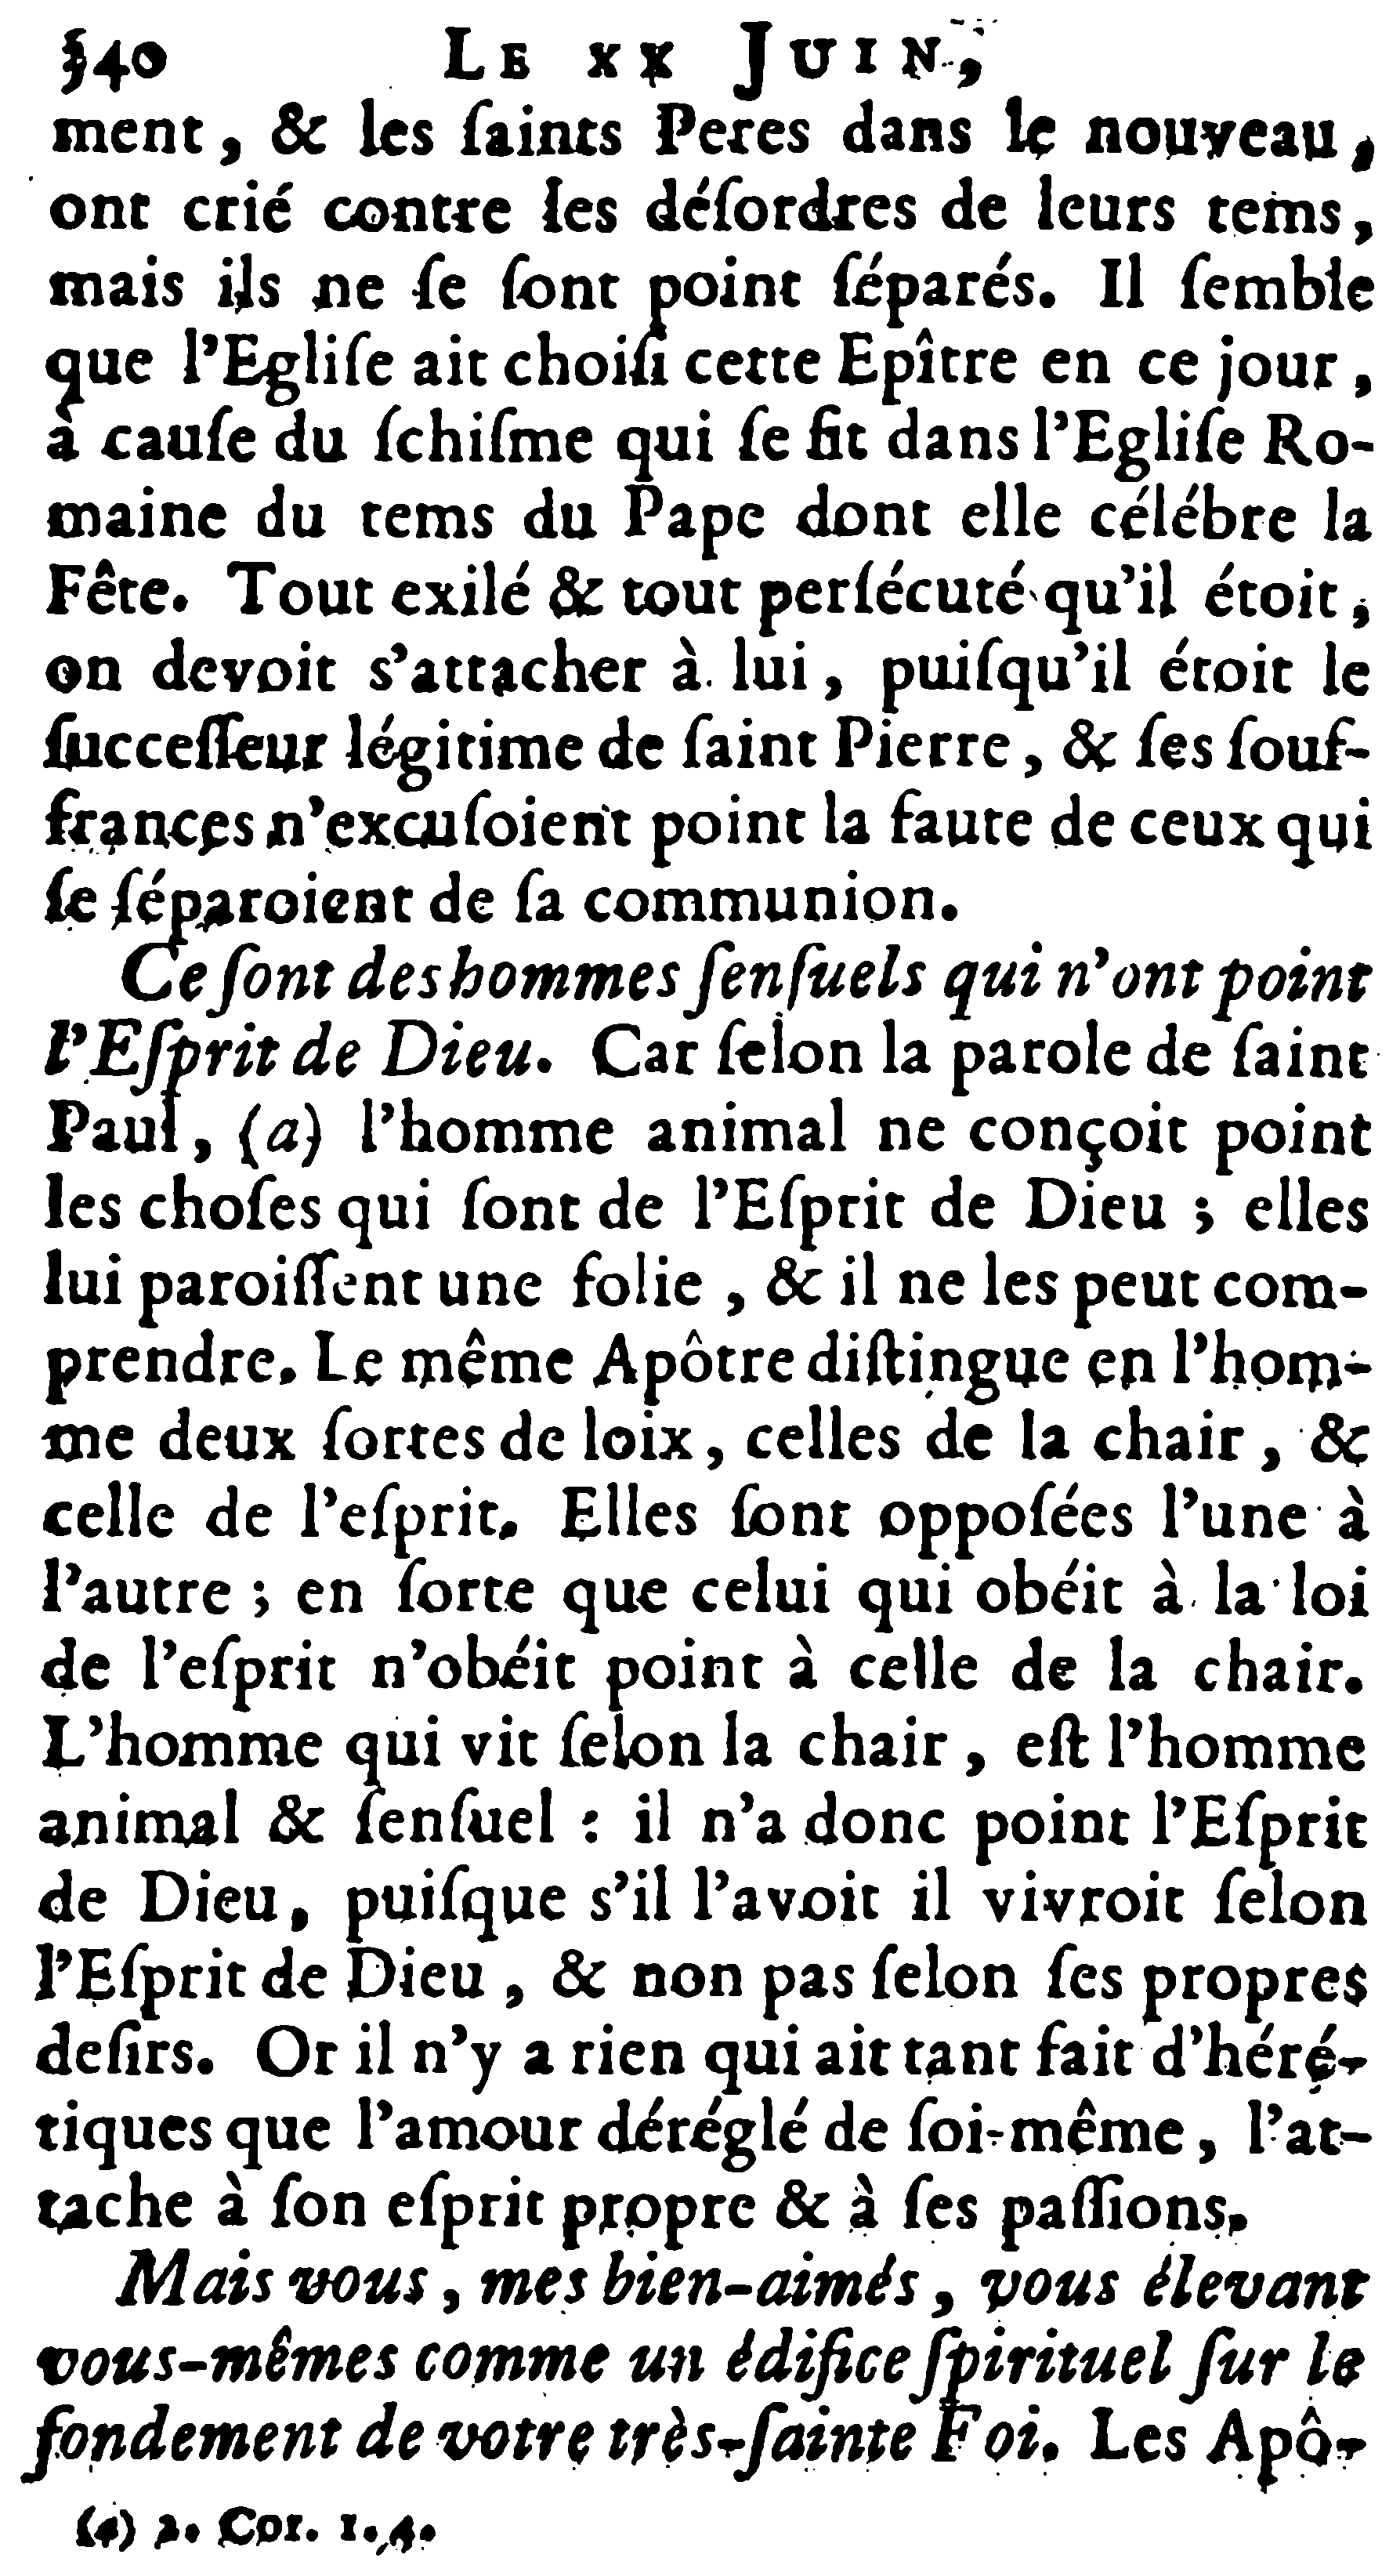 540 LE XX JUIN,
ment, & les ſaints Peres dans le nouveau,
ont crié contre les déſordres de leurs tems,
mais ils ne ſe ſont point ſéparés. Il ſemble
que l'Egliſe ait choiſi cette Epître en ce jour,
à cauſe du ſchiſme qui ſe fit dans l'Egliſe Ro-
maine du tems du Pape dont elle célébre la
Fête. Tout exilé & tout perſécuté qu'il étoit,
on devoit s'attacher à lui, puiſqu'il étoit le
ſucceſſeur légitime de ſaint Pierre, & ſes ſouf-
frances n'excuſoient point la faute de ceux qui
ſe ſéparoient de ſa communion.
Ce ſont des hommes ſenſuels qui n'ont point
l'Eſprit de Dieu. Car ſelon la parole de ſaint
Paul, (a) l'homme animal ne conçoit point
les choſes qui ſont de l'Eſprit de Dieu ; elles
lui paroiſſent une folie, & il ne les peut com-
prendre. Le même Apôtre diſtingue en l'hom-
me deux ſortes de loix, celles de la chair, &
celle de l'eſprit. Elles ſont oppoſées l'une à
l'autre ; en ſorte que celui qui obéit à la loi
de l'eſprit n'obéit point à celle de la chair.
L'homme qui vit ſelon la chair, eſt l'homme
animal & ſenſuel : il n'a donc point l'Eſprit
de Dieu, puiſque s'il l'avoit il vivroit ſelon
l'Eſprit de Dieu, & non pas ſelon ſes propres
deſirs. Or il n'y a rien qui ait tant fait d'héré-
tiques que l'amour déréglé de ſoi-même, l'at-
tache à ſon eſprit propre & à ſes paſſions.
Mais vous, mes bien-aimés, vous élevant
vous-mêmes comme un édifice ſpirituel ſur le
fondement de votre très-ſainte Foi. Les Apô-
(a) 2. Cor. 1. 4.